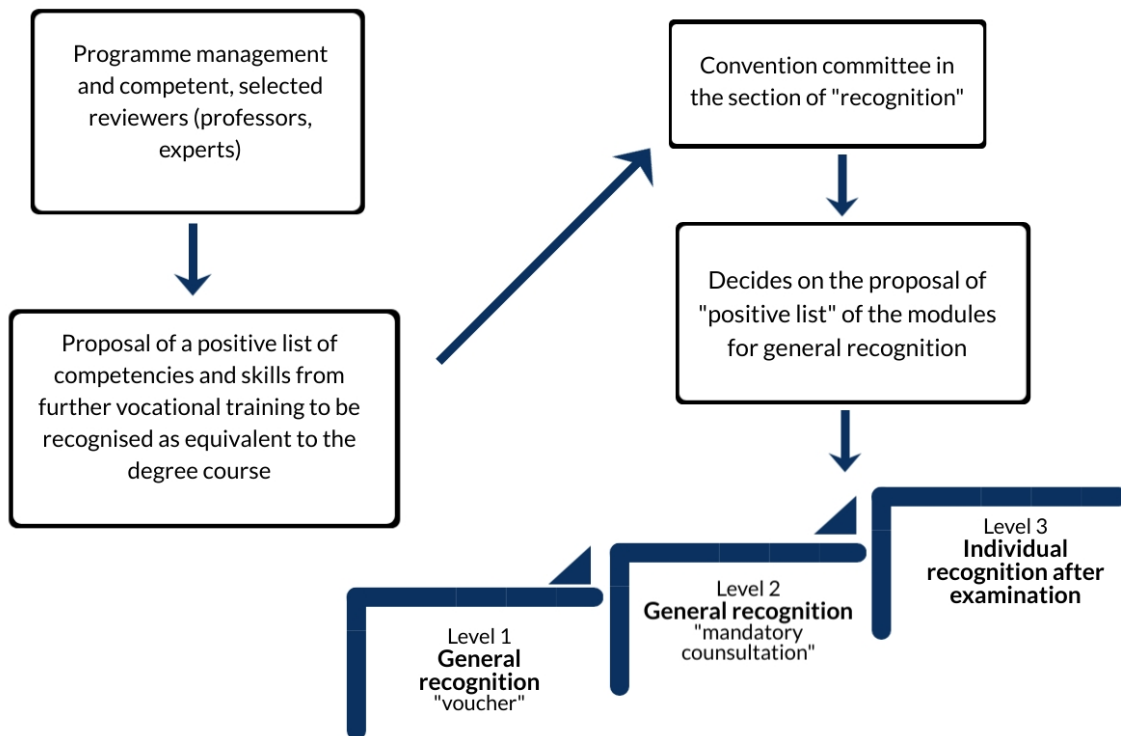 Programme management
and competent, selected
reviewers (professors,
experts)
Proposal of a positive list of
competencies and skills from
further vocational training to be
recognised as equivalent to the
degree course
Convention committee in
the section of "recognition"
Decides on the proposal of
"positive list" of the modules
for general recognition
Level 1
General
recognition
"voucher"
Level 2
General recognition
"mandatory
counsultation"
Level 3
Individual
recognition after
examination